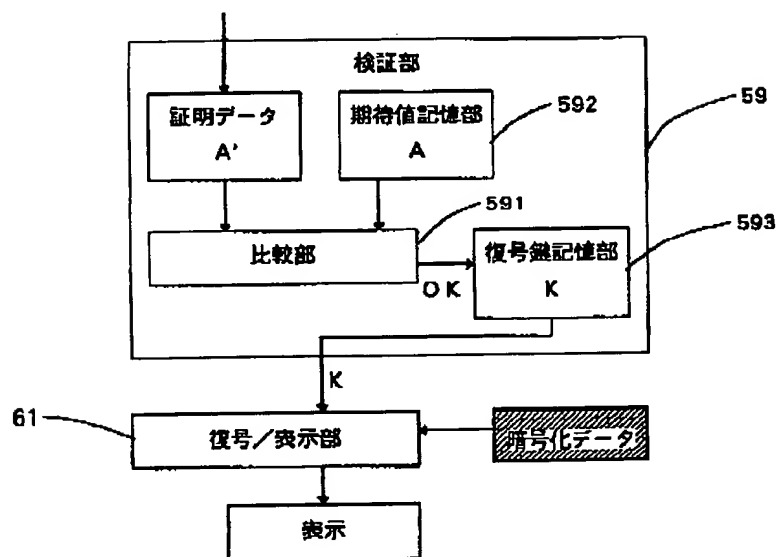 検証部
証明データ
A'
期待値記憶部
A
592
59
比較部
591
OK
復号鍵記憶部
K
593
K
61
復号／表示部
暗号化データ
表示